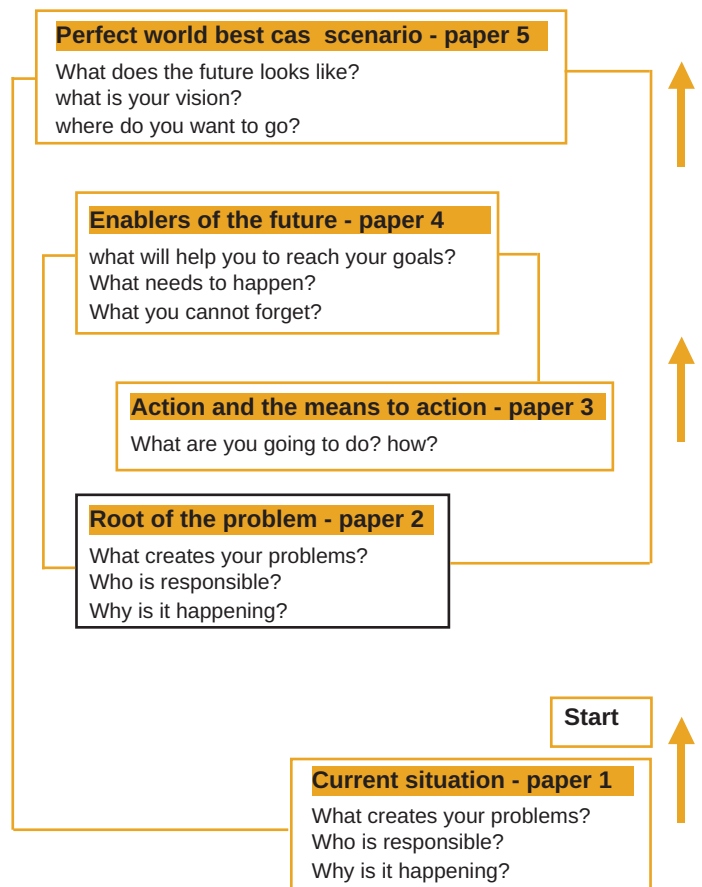 Perfect world best cas scenario - paper 5
What does the future looks like?
what is your vision?
where do you want to go?
Enablers of the future - paper 4
what will help you to reach your goals?
What needs to happen?
What you cannot forget?
Action and the means to action - paper 3
What are you going to do? how?
Root of the problem - paper 2
What creates your problems?
Who is responsible?
Why is it happening?
Start
Current situation - paper 1
What creates your problems?
Who is responsible?
Why is it happening?